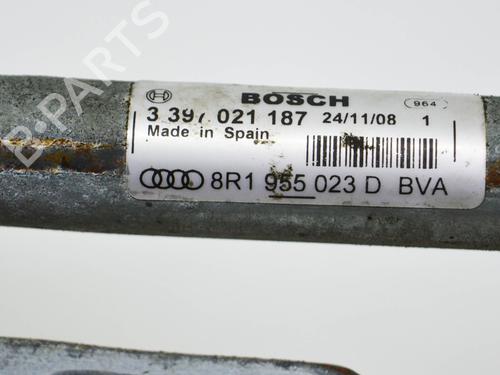 B-PARTS
BOSCH
964
3 397 021 187 24/11/08 1
Made in Spain
8R1 955 023 D BVA